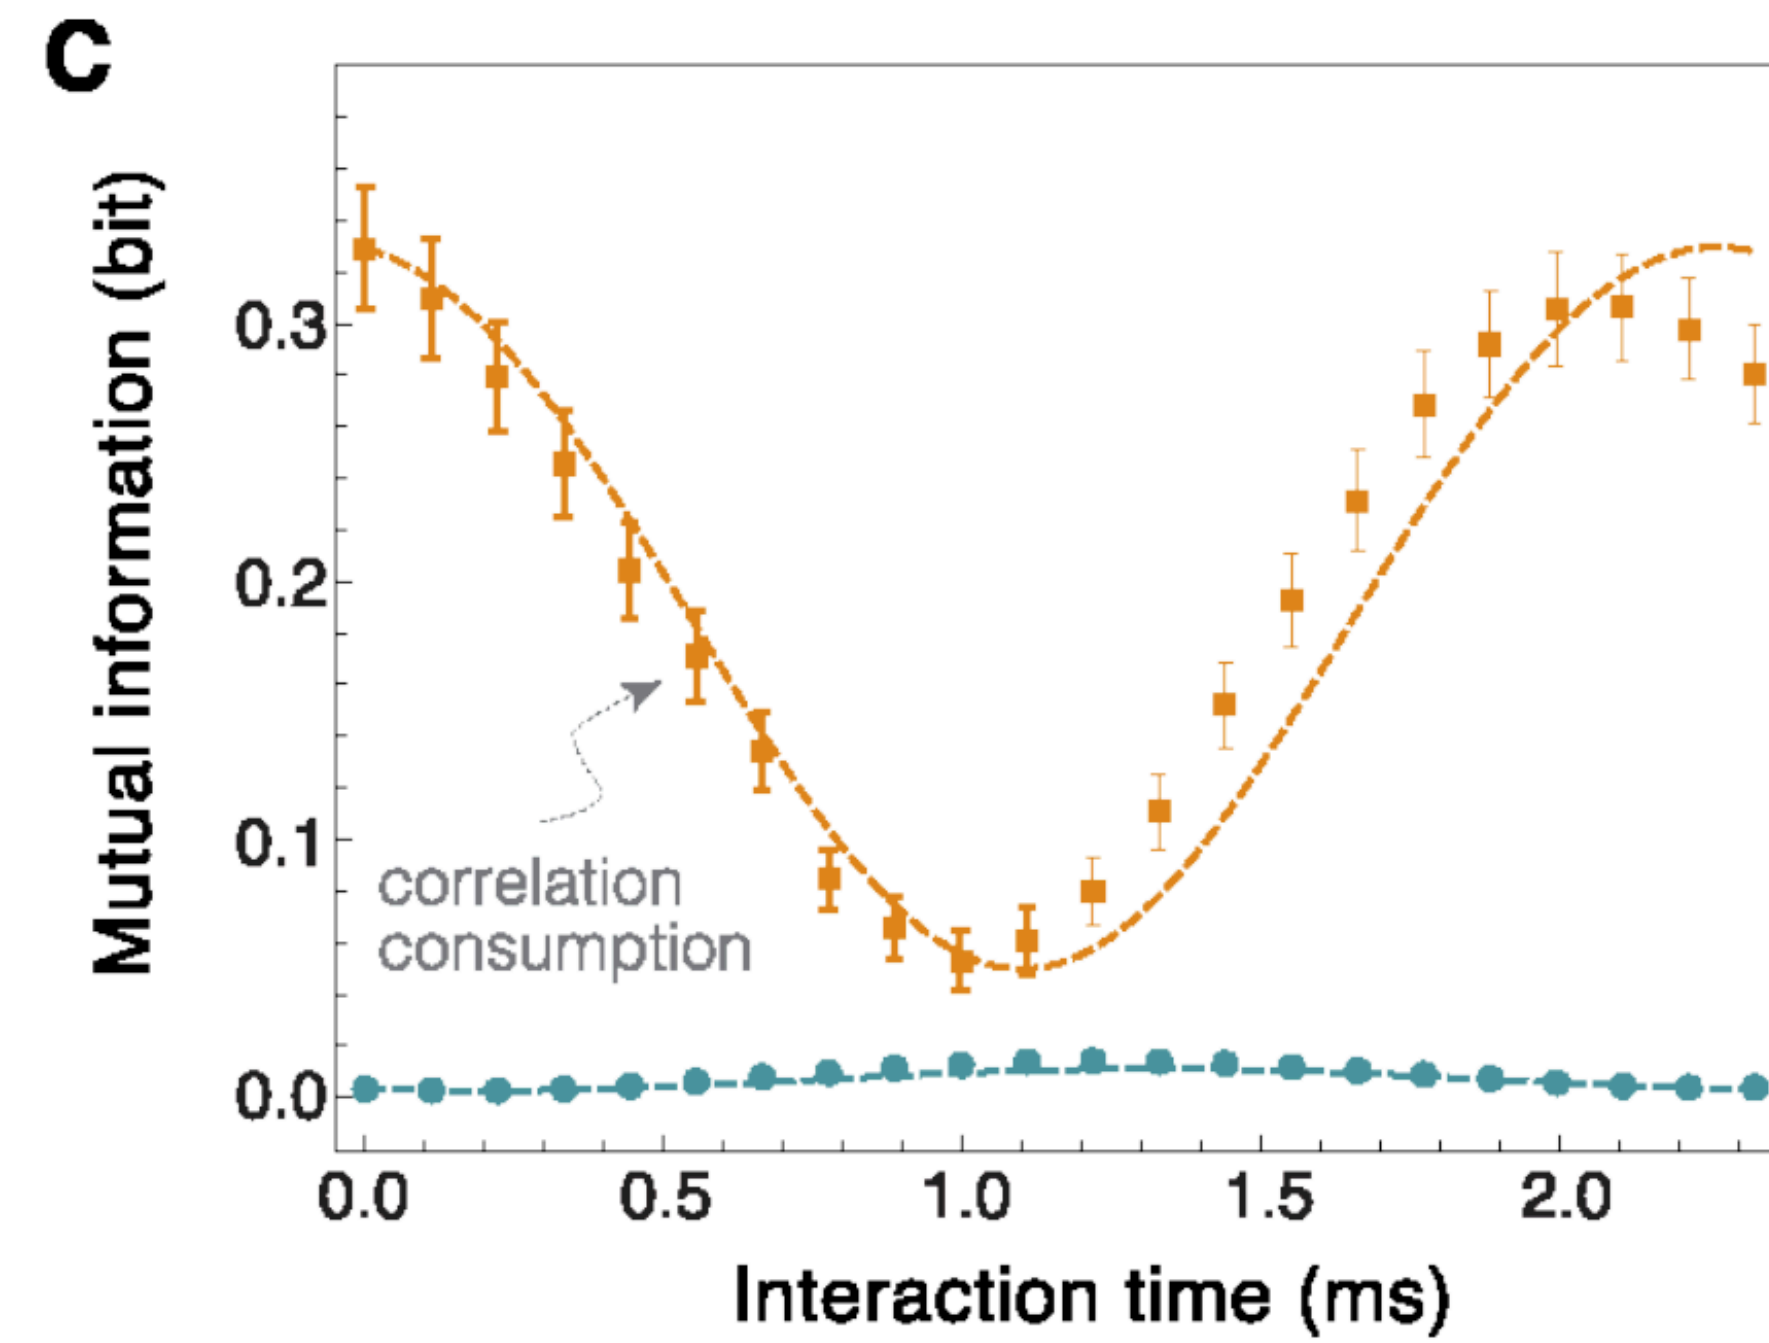 C
Mutual information (bit)
0.3
0.2
0.1
0.0
correlation
consumption
0.0 0.5 1.0 1.5 2.0
Interaction time (ms)